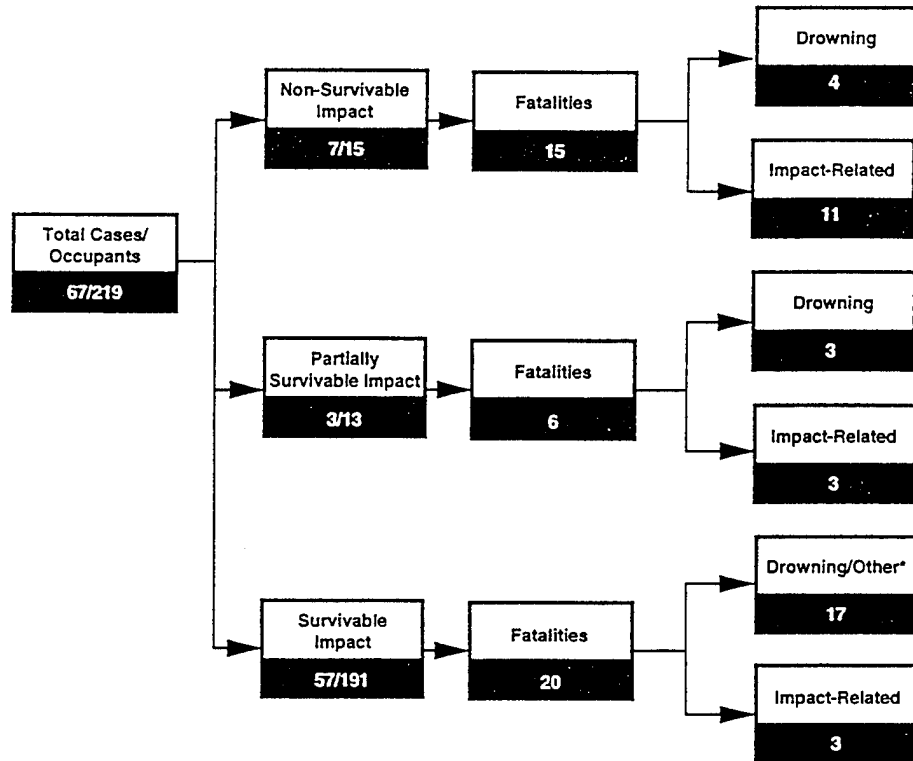 Total Cases/
Occupants
67/219
Non-Survivable
Impact
7/15
Fatalities
15
Drowning
4
Impact-Related
11
Partially
Survivable Impact
3/13
Fatalities
6
Drowning
3
Impact-Related
3
Survivable
Impact
57/191
Fatalities
20
Drowning/Other*
17
Impact-Related
3